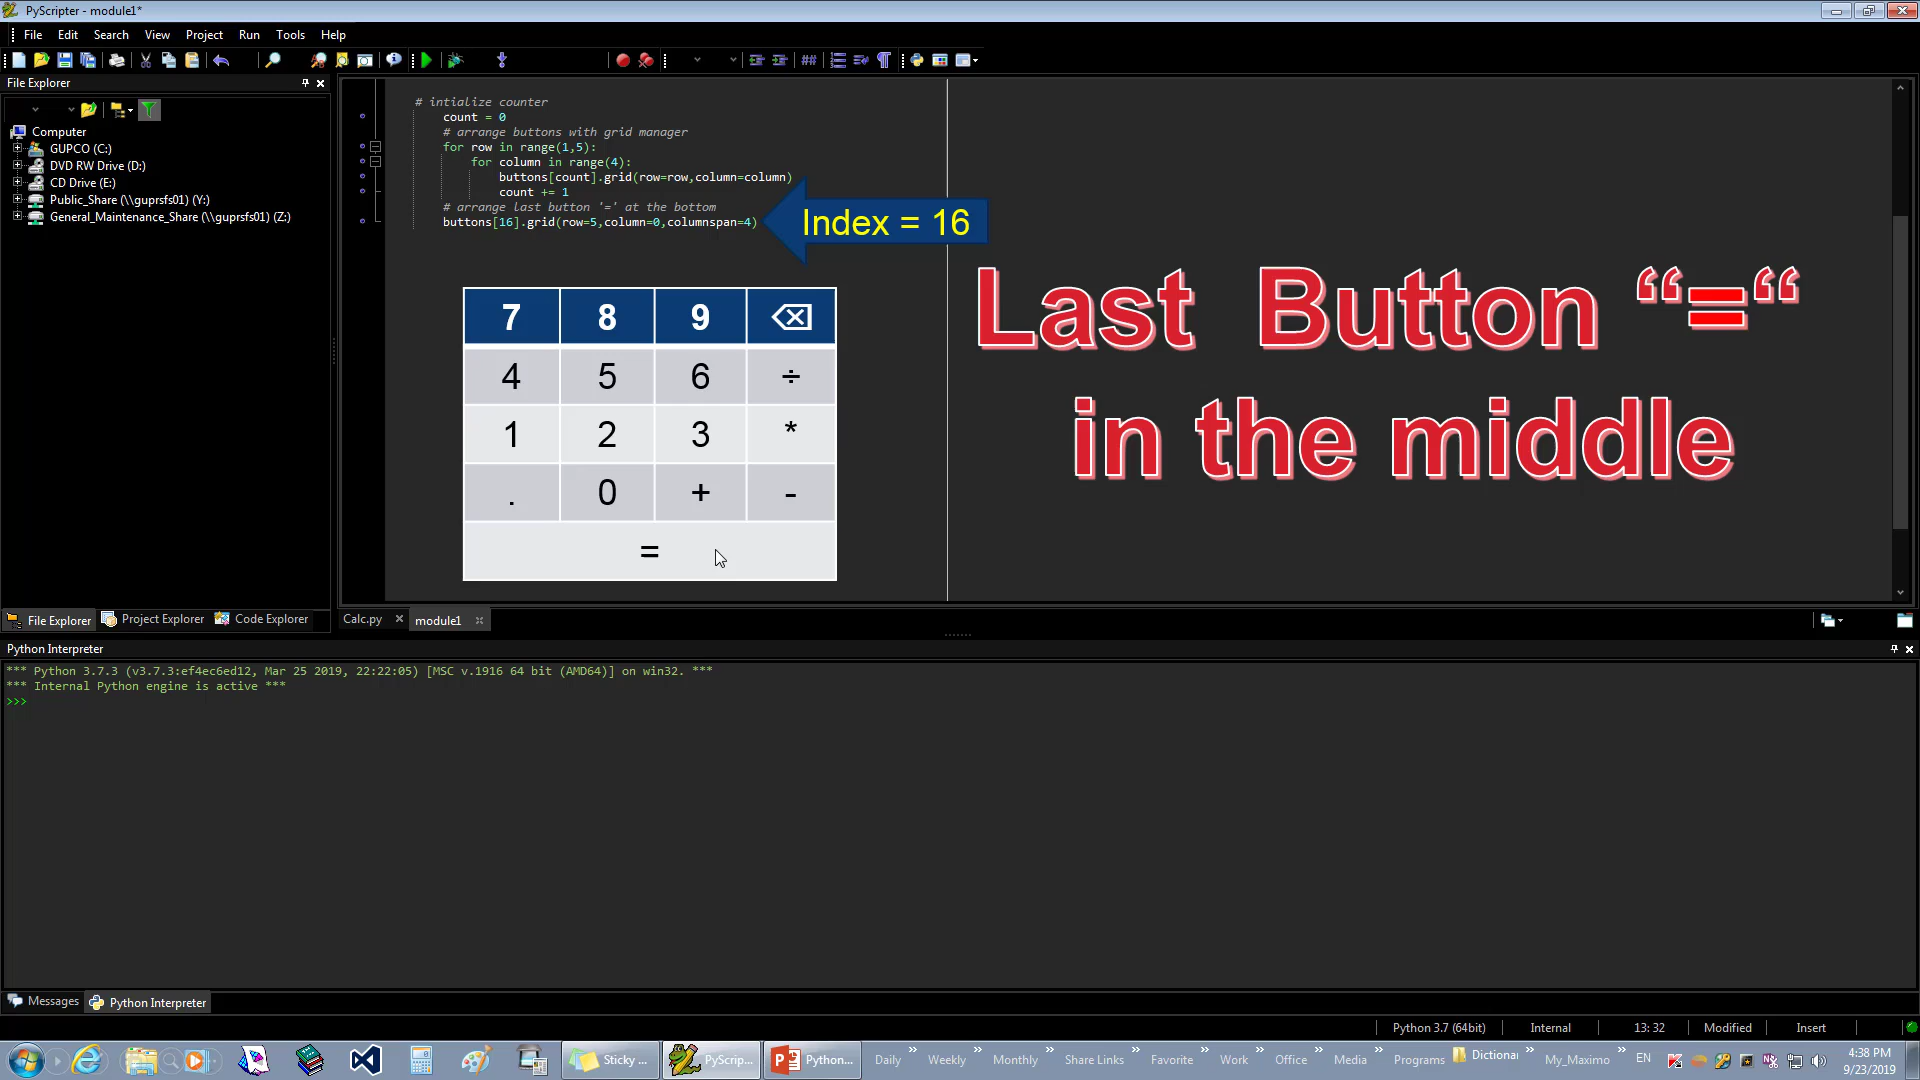 PyScripter - module1*
File Edit Search View Project Run Tools Help
File Explorer
Computer
GUPCO (C:)
DVD RW Drive (D:)
CD Drive (E:)
Public_Share (\\guprsfs01) (Y:)
General_Maintenance_Share (\\guprsfs01) (Z:)
# intialize counter
count = 0
# arrange buttons with grid manager
for row in range(1,5):
for column in range(4):
buttons[count].grid(row=row,column=column)
count += 1
# arrange last button '=' at the bottom
buttons[16].grid(row=5,column=0,columnspan=4)
Index = 16
7 8 9
4 5 6 ÷
1 2 3 *
. 0 + -
=
Last Button “=“
in the middle
File Explorer Project Explorer Code Explorer
Calc.py module1
Python Interpreter
*** Python 3.7.3 (v3.7.3:ef4ec6ed12, Mar 25 2019, 22:22:05) [MSC v.1916 64 bit (AMD64)] on win32. ***
*** Internal Python engine is active ***
>>>
Messages Python Interpreter
Python 3.7 (64bit) Internal 13: 32 Modified Insert
Sticky ... PyScrip... Python... Daily Weekly Monthly Share Links Favorite Work Office Media Programs Dictionar My_Maximo EN
4:38 PM
9/23/2019